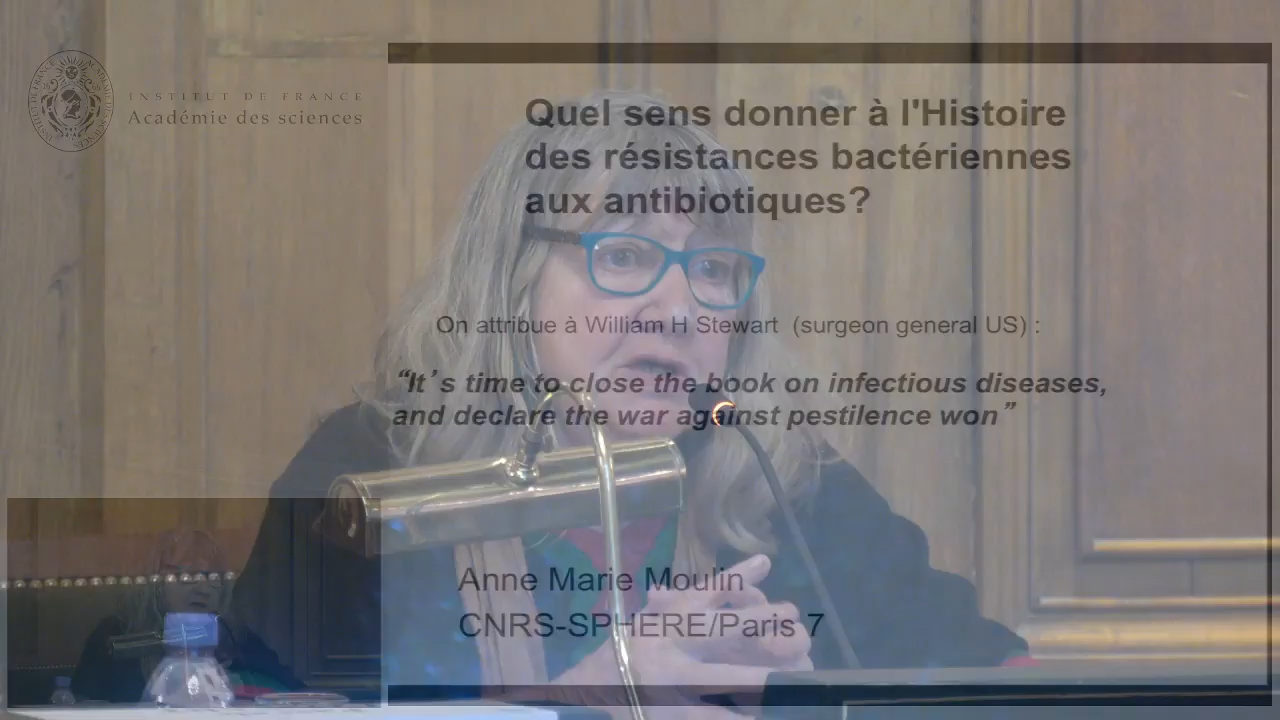 INSTITUT DE FRANCE
Académie des sciences
Quel sens donner à l'Histoire
des résistances bactériennes
aux antibiotiques?
On attribue à William H Stewart (surgeon general US) :
“It’s time to close the book on infectious diseases,
and declare the war against pestilence won”
Anne Marie Moulin
CNRS-SPHERE/Paris 7